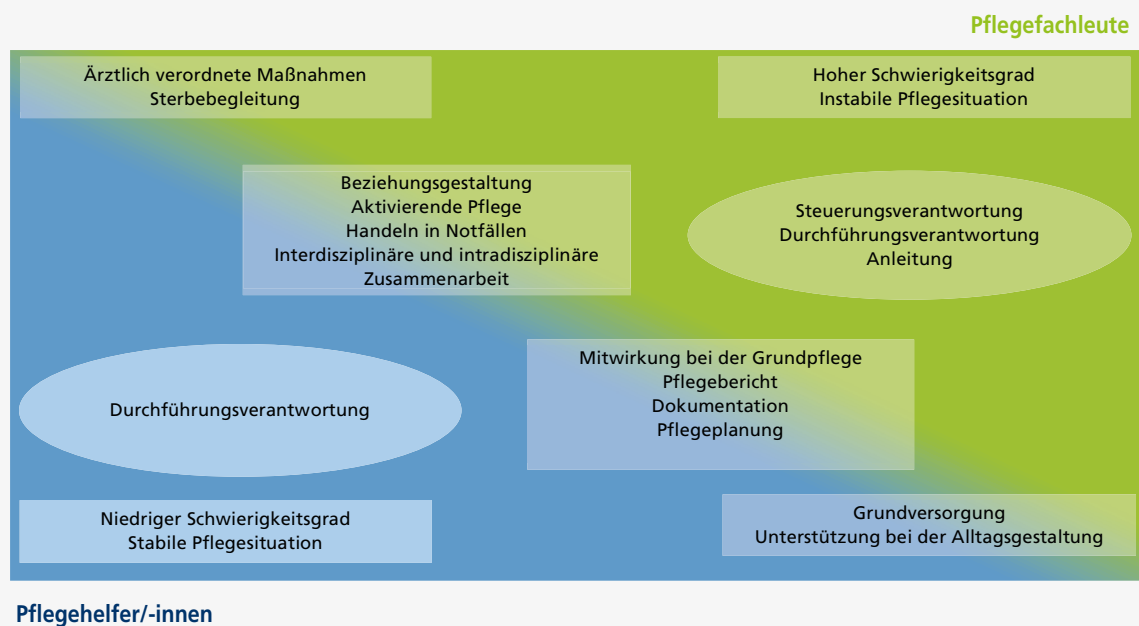 Pflegefachleute
Ärztlich verordnete Maßnahmen
Sterbebegleitung
Hoher Schwierigkeitsgrad
Instabile Pflegesituation
Beziehungsgestaltung
Aktivierende Pflege
Handeln in Notfällen
Interdisziplinäre und intradisziplinäre
Zusammenarbeit
Steuerungsverantwortung
Durchführungsverantwortung
Anleitung
Mitwirkung bei der Grundpflege
Pflegebericht
Dokumentation
Pflegeplanung
Durchführungsverantwortung
Niedriger Schwierigkeitsgrad
Stabile Pflegesituation
Grundversorgung
Unterstützung bei der Alltagsgestaltung
Pflegehelfer/-innen